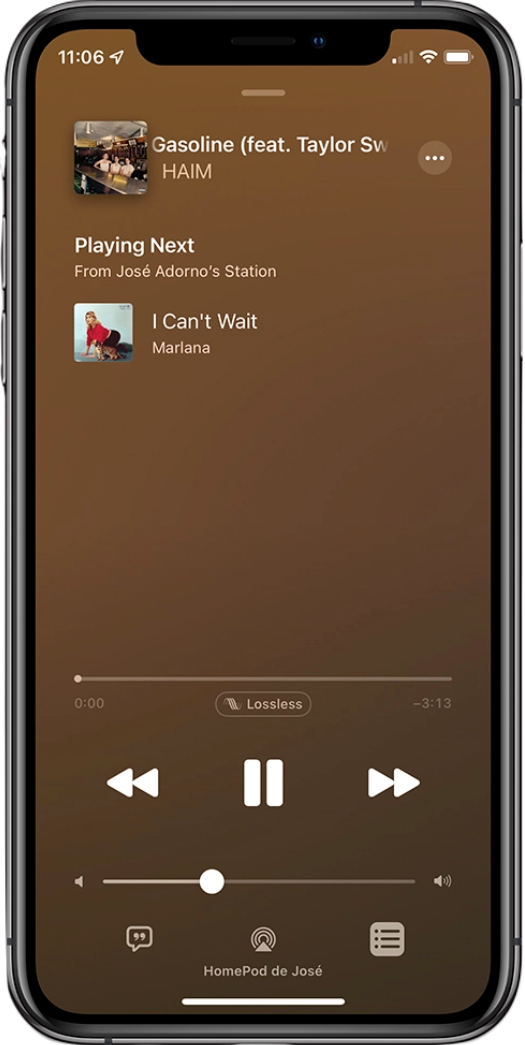 11:06
Gasoline (feat. Taylor Sw
HAIM
Playing Next
From José Adorno's Station
I Can't Wait
Marlana
0:00
Lossless
−3:13
HomePod de José